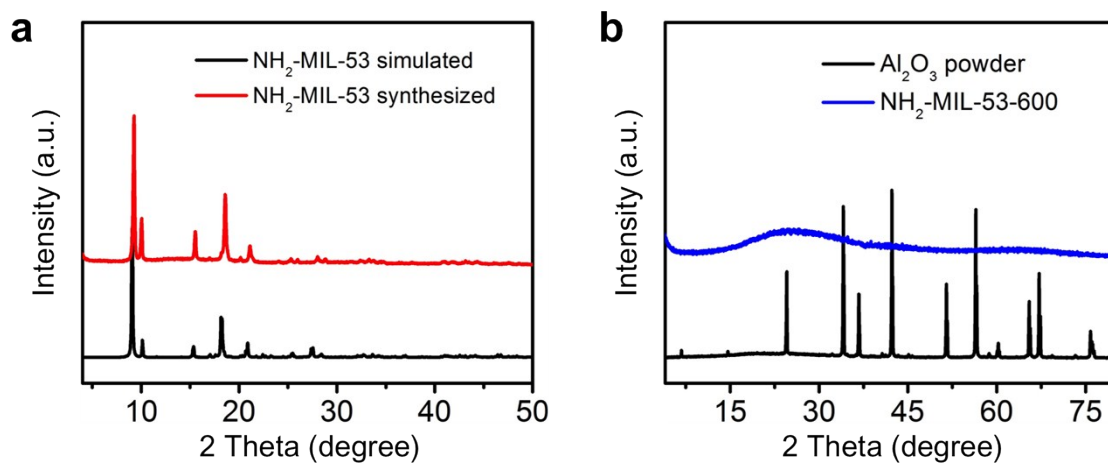 a
NH₂-MIL-53 simulated
NH₂-MIL-53 synthesized
Intensity (a.u.)
10 20 30 40 50
2 Theta (degree)
b
Al₂O₃ powder
NH₂-MIL-53-600
Intensity (a.u.)
15 30 45 60 75
2 Theta (degree)